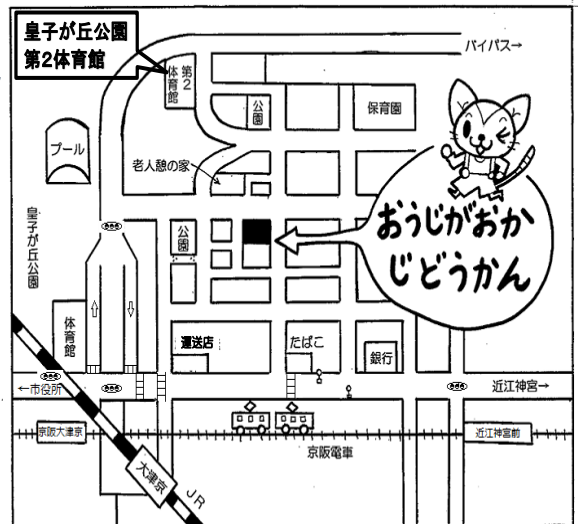 皇子が丘公園
第2体育館
バイパス→
第2
体育館
公園
保育園
プール
老人憩の家
おうじがおか
じどうかん
公園
皇子が丘公園
体育館
運送店
たばこ
銀行
←市役所
近江神宮→
京阪大津京
近江神宮前
京阪電車
大津京
JR